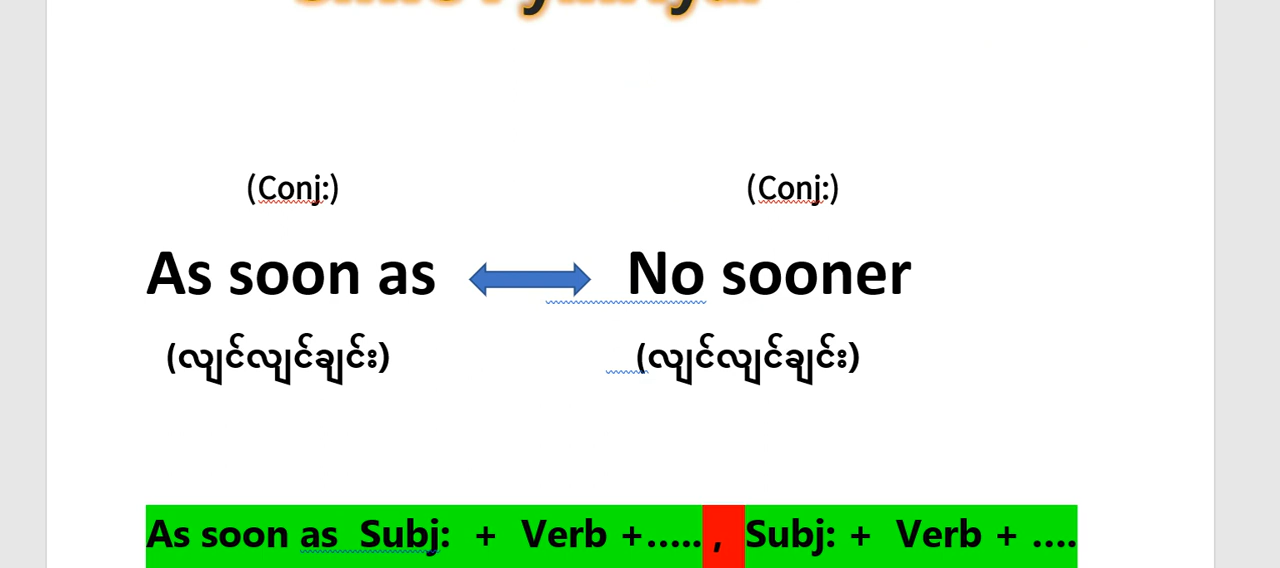 (Conj:) (Conj:)
As soon as No sooner
(လျင်လျင်ချင်း) (လျင်လျင်ချင်း)
As soon as Subj: + Verb +..... , Subj: + Verb + ....